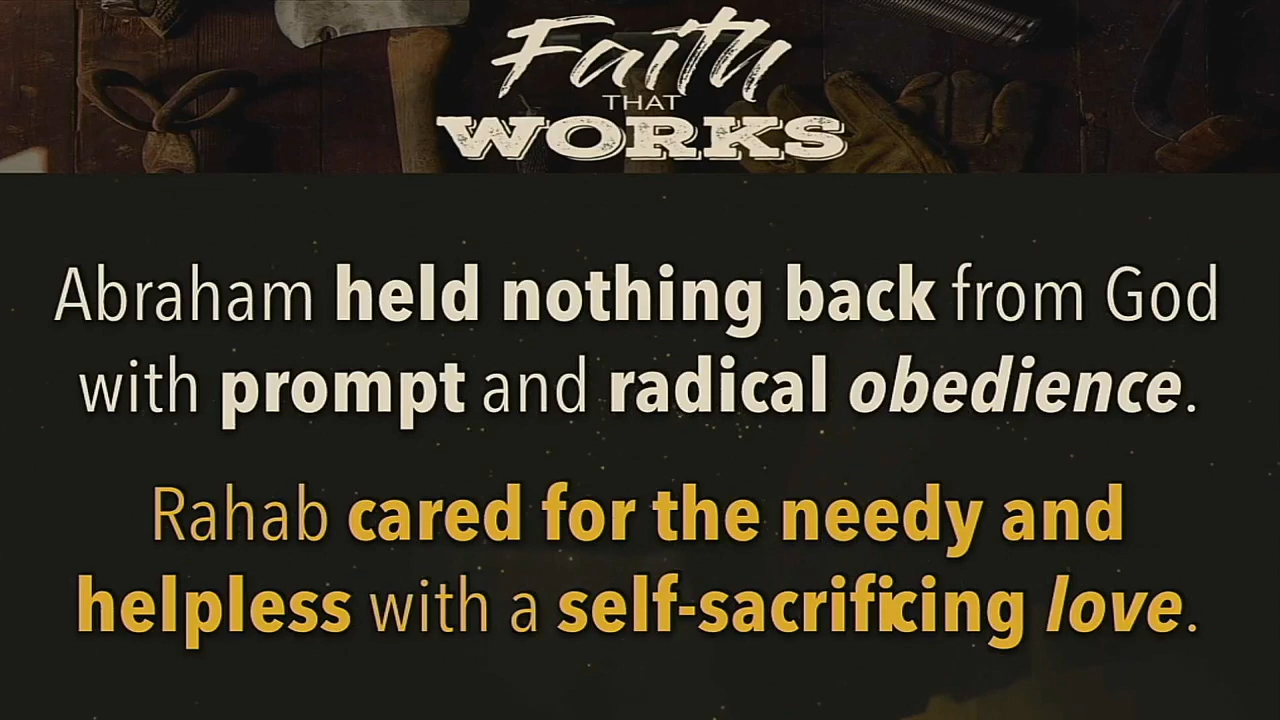 Faith
THAT
WORKS
Abraham held nothing back from God
with prompt and radical obedience.
Rahab cared for the needy and
helpless with a self-sacrificing love.